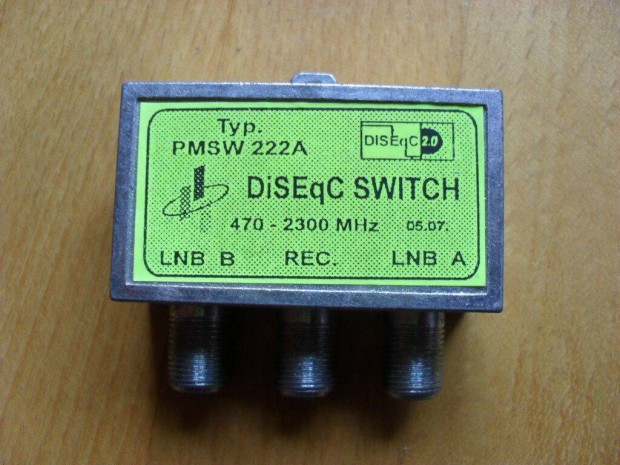 Typ.
PMSW 222A
DiSEqC 2.0
DiSEqC SWITCH
470 - 2300 MHz 05.07.
LNB B REC. LNB A